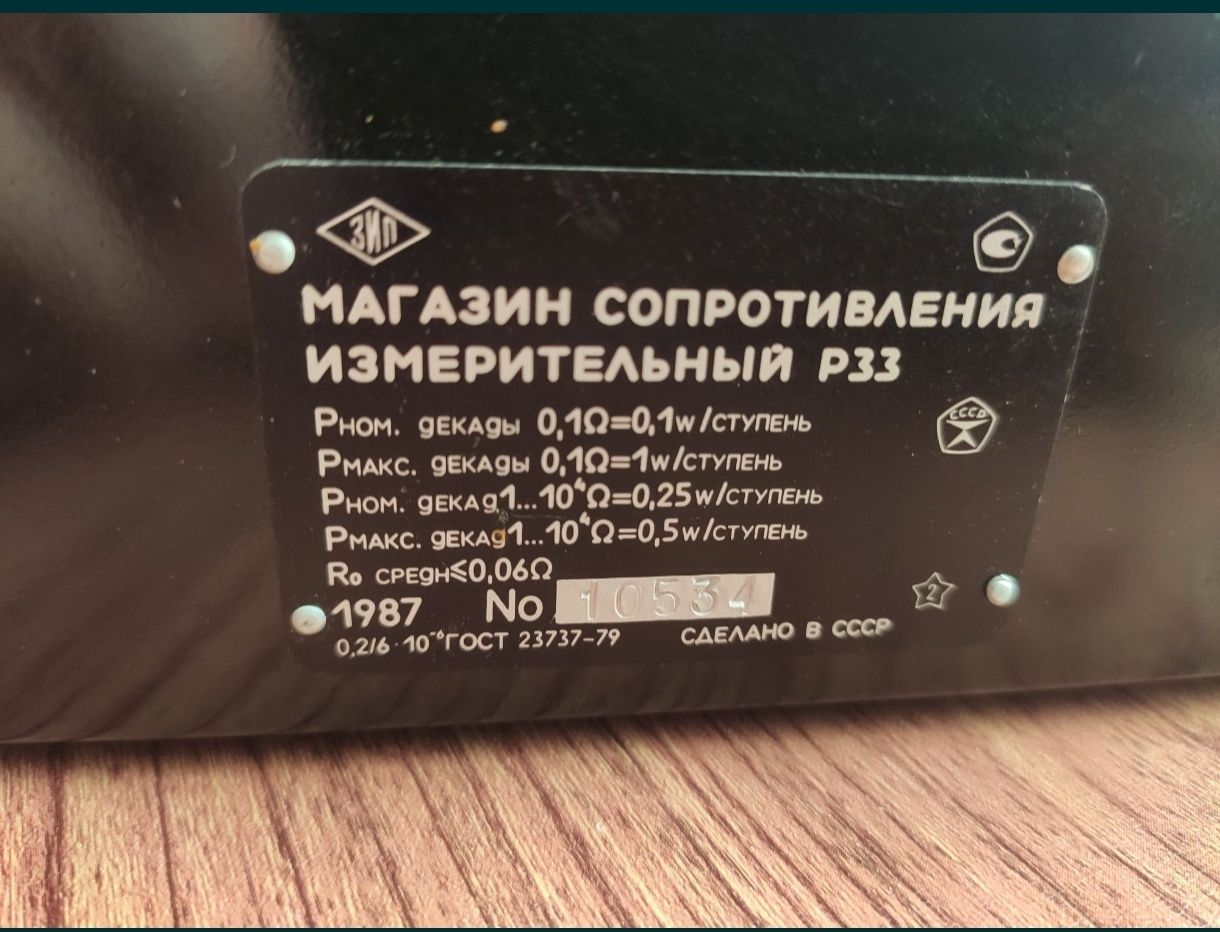 ЗИП
МАГАЗИН СОПРОТИВЛЕНИЯ
ИЗМЕРИТЕЛЬНЫЙ Р33
СССР
Рном. декады 0,1Ω=0,1w/ступень
Рмакс. декады 0,1Ω=1w/ступень
Рном. декад1...10⁴Ω=0,25w/ступень
Рмакс. декад1...10⁴Ω=0,5w/ступень
R₀ средн≤0,06Ω
1987 No 10534
2
0,2/6·10⁻⁶ ГОСТ 23737-79 СДЕЛАНО В СССР